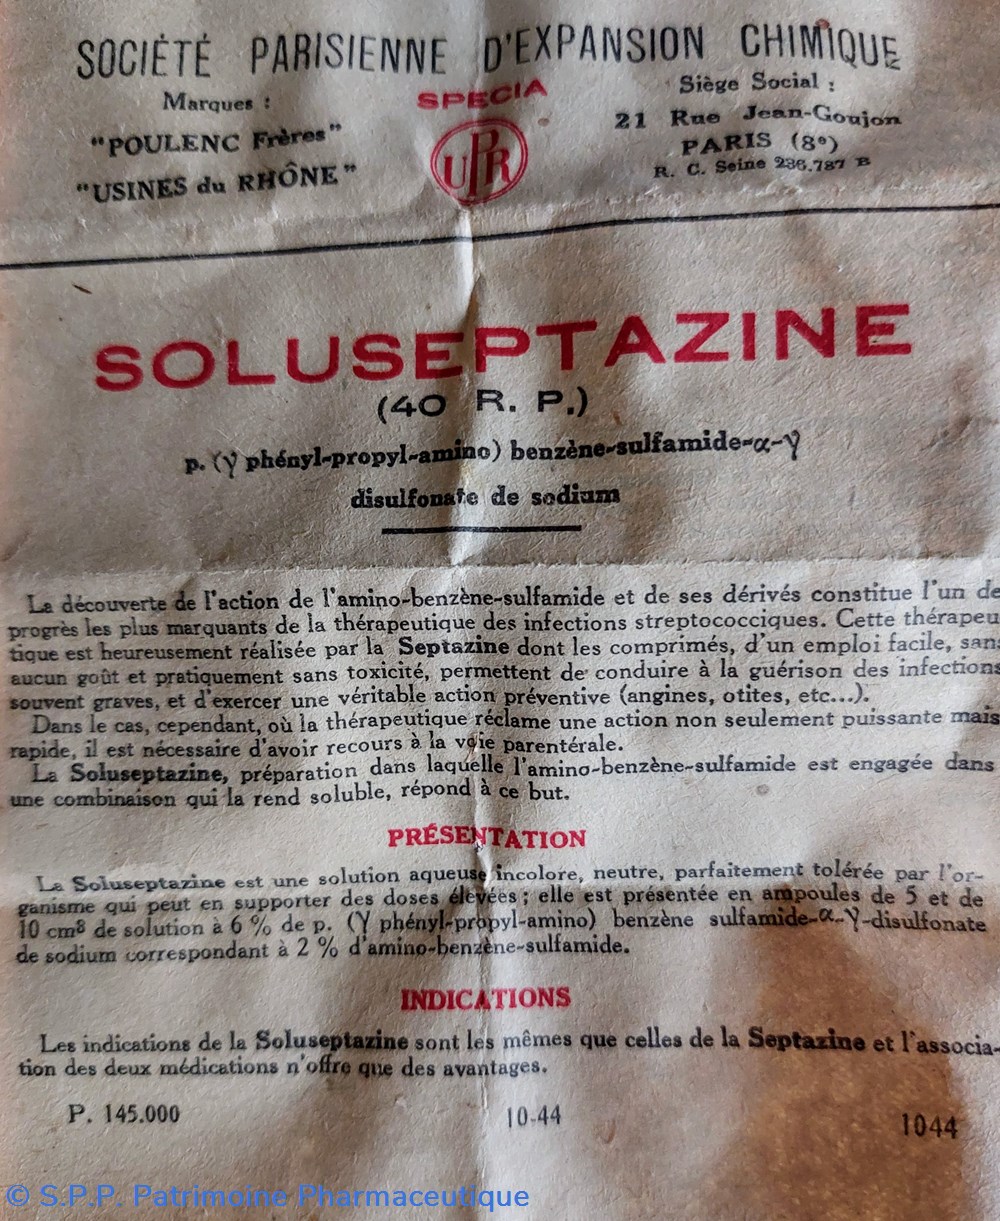 SOCIÉTÉ PARISIENNE D'EXPANSION CHIMIQUE
Marques :
"POULENC Frères"
"USINES du RHÔNE"
SPECIA
UPR
Siège Social :
21 Rue Jean-Goujon
PARIS (8e)
R. C. Seine 236.787 B
SOLUSEPTAZINE
(40 R. P.)
p. (γ phényl-propyl-amino) benzène-sulfamide-α-γ
disulfonate de sodium
La découverte de l'action de l'amino-benzène-sulfamide et de ses dérivés constitue l'un de
progrès les plus marquants de la thérapeutique des infections streptococciques. Cette thérapeu
tique est heureusement réalisée par la Septazine dont les comprimés, d'un emploi facile, sans
aucun goût et pratiquement sans toxicité, permettent de conduire à la guérison des infections
souvent graves, et d'exercer une véritable action préventive (angines, otites, etc...).
Dans le cas, cependant, où la thérapeutique réclame une action non seulement puissante mais
rapide, il est nécessaire d'avoir recours à la voie parentérale.
La Soluseptazine, préparation dans laquelle l'amino-benzène-sulfamide est engagée dans
une combinaison qui la rend soluble, répond à ce but.
PRÉSENTATION
La Soluseptazine est une solution aqueuse incolore, neutre, parfaitement tolérée par l'or-
ganisme qui peut en supporter des doses élevées ; elle est présentée en ampoules de 5 et de
10 cm³ de solution à 6 % de p. (γ phényl-propyl-amino) benzène sulfamide-α-γ-disulfonate
de sodium correspondant à 2 % d'amino-benzène-sulfamide.
INDICATIONS
Les indications de la Soluseptazine sont les mêmes que celles de la Septazine et l'associa-
tion des deux médications n'offre que des avantages.
P. 145.000 10-44 1044
© S.P.P. Patrimoine Pharmaceutique